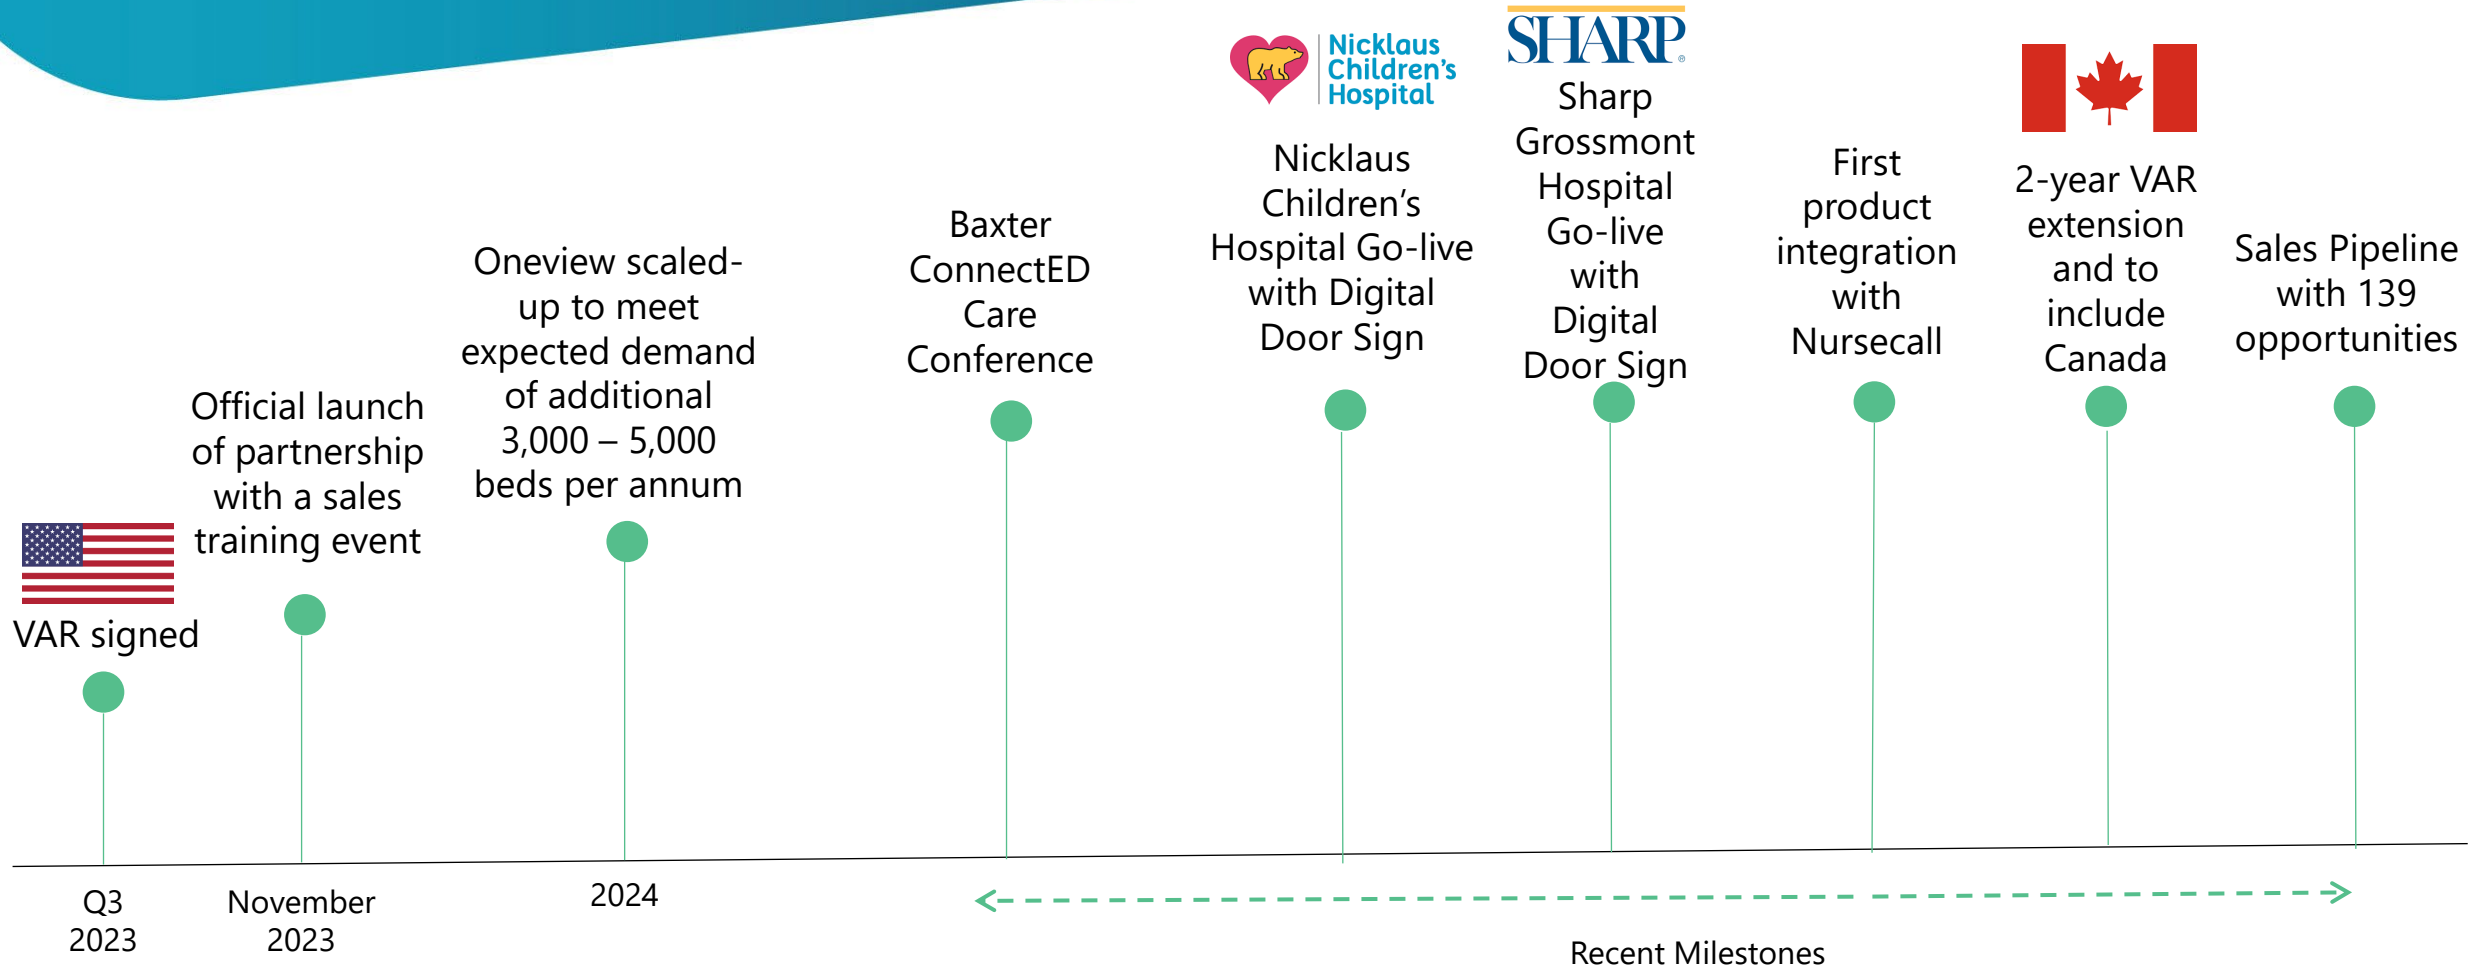 VAR signed
Official launch
of partnership
with a sales
training event
Oneview scaled-
up to meet
expected demand
of additional
3,000 – 5,000
beds per annum
Baxter
ConnectED
Care
Conference
Nicklaus
Children's
Hospital
Nicklaus
Children’s
Hospital Go-live
with Digital
Door Sign
SHARP®
Sharp
Grossmont
Hospital
Go-live
with
Digital
Door Sign
First
product
integration
with
Nursecall
2-year VAR
extension
and to
include
Canada
Sales Pipeline
with 139
opportunities
Q3
2023
November
2023
2024
Recent Milestones